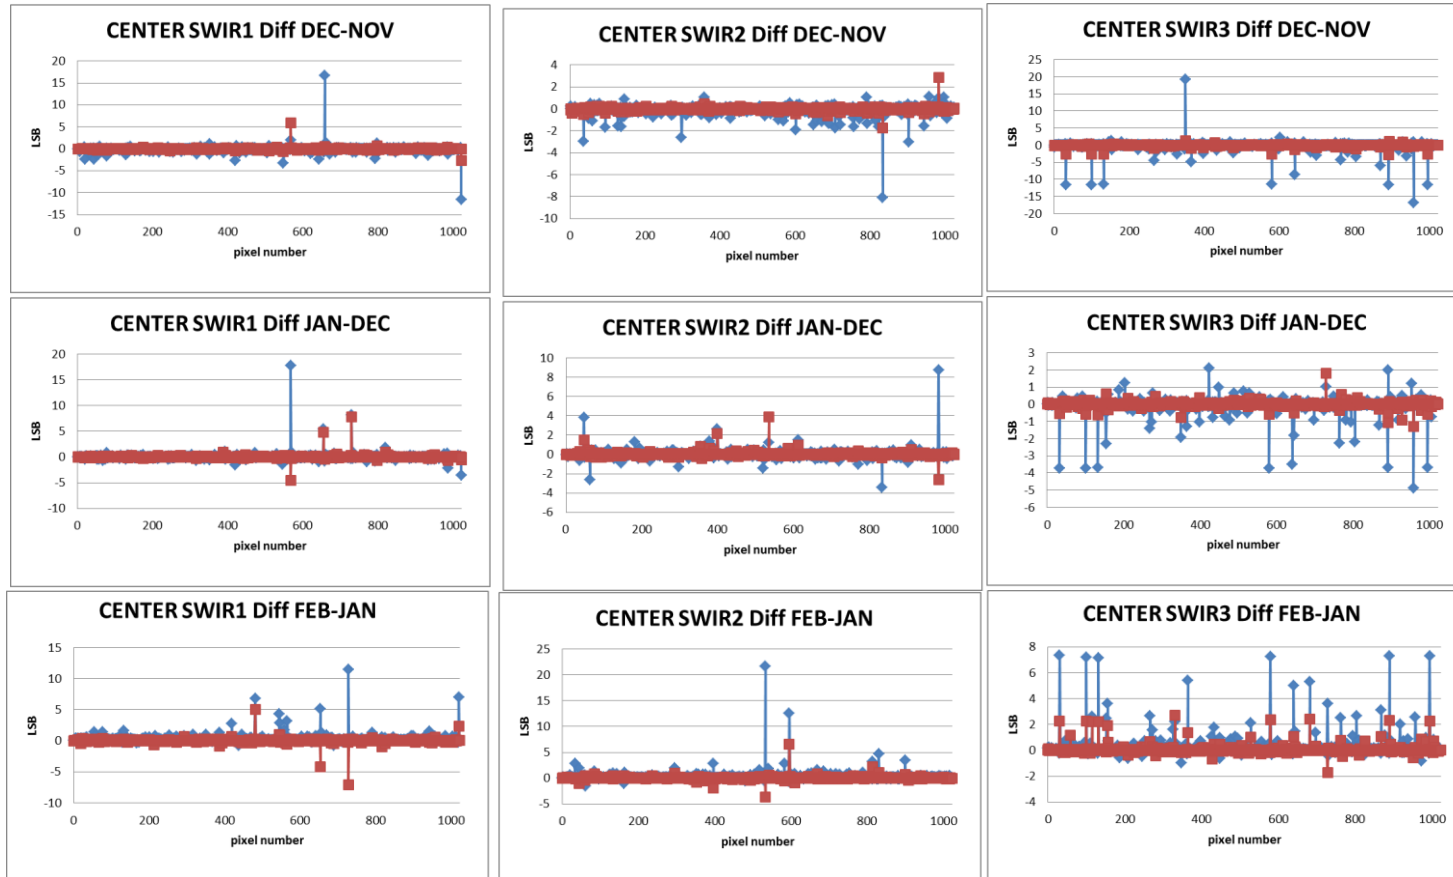 CENTER SWIR1 Diff DEC-NOV
20
15
10
5
0
-5
-10
-15
LSB
0 200 400 600 800 1000
pixel number
CENTER SWIR2 Diff DEC-NOV
4
2
0
-2
-4
-6
-8
-10
LSB
0 200 400 600 800 1000
pixel number
CENTER SWIR3 Diff DEC-NOV
25
20
15
10
5
0
-5
-10
-15
-20
LSB
0 200 400 600 800 1000
pixel number
CENTER SWIR1 Diff JAN-DEC
20
15
10
5
0
-5
-10
LSB
0 200 400 600 800 1000
pixel number
CENTER SWIR2 Diff JAN-DEC
10
8
6
4
2
0
-2
-4
-6
LSB
0 200 400 600 800 1000
pixel number
CENTER SWIR3 Diff JAN-DEC
3
2
1
0
-1
-2
-3
-4
-5
-6
LSB
0 200 400 600 800 1000
pixel number
CENTER SWIR1 Diff FEB-JAN
15
10
5
0
-5
-10
LSB
0 200 400 600 800 1000
pixel number
CENTER SWIR2 Diff FEB-JAN
25
20
15
10
5
0
-5
LSB
0 200 400 600 800 1000
pixel number
CENTER SWIR3 Diff FEB-JAN
8
6
4
2
0
-2
-4
LSB
0 200 400 600 800 1000
pixel number